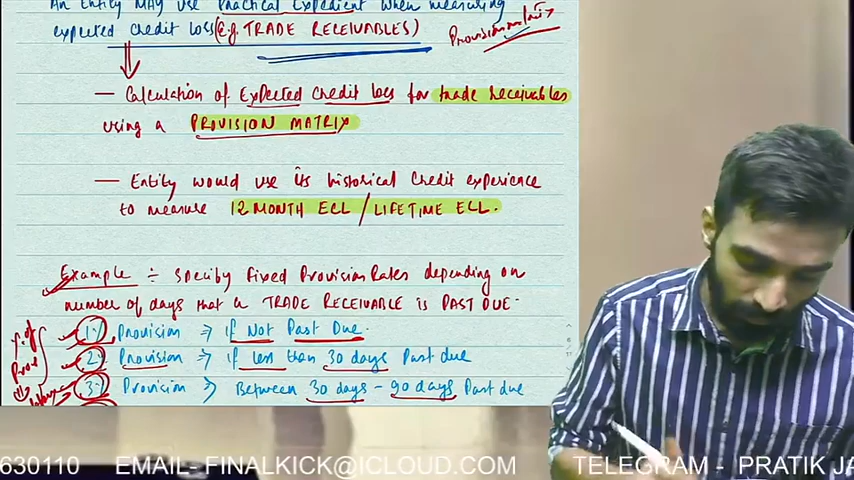 An Entity MAY use Practical Expedient when measuring
expected credit loss (e.g. TRADE RECEIVABLES)
Provision
— Calculation of Expected Credit loss for trade receivables
using a PROVISION MATRIX
— Entity would use its historical credit experience
to measure 12 MONTH ECL / LIFETIME ECL.
Example ÷ Specify fixed Provision Rates depending on
number of days that a TRADE RECEIVABLE is PAST DUE.
1% Provision ⇒ if Not Past Due.
2% Provision ⇒ if less than 30 days Past due
3% Provision ⇒ Between 30 days - 90 days Past due
% of
Prov
630110 EMAIL- FINALKICK@ICLOUD.COM TELEGRAM - PRATIK JA